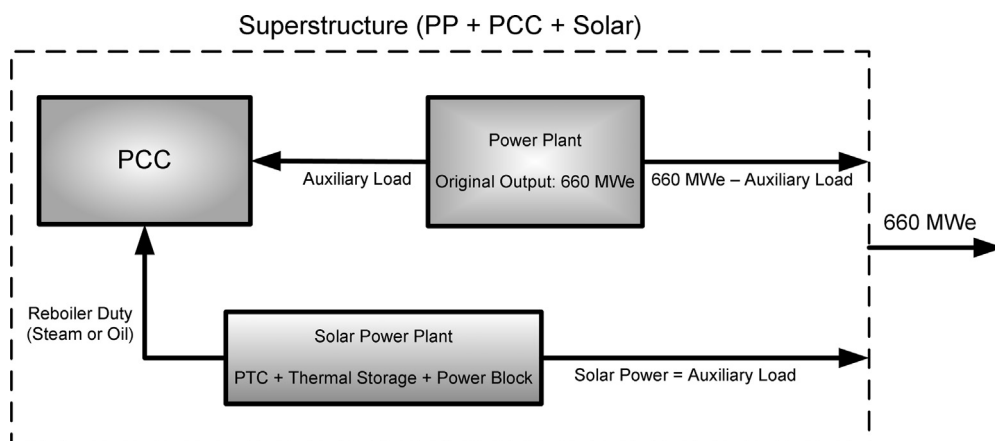 Superstructure (PP + PCC + Solar)
PCC
Auxiliary Load
Power Plant
Original Output: 660 MWe
660 MWe – Auxiliary Load
660 MWe
Reboiler Duty
(Steam or Oil)
Solar Power Plant
PTC + Thermal Storage + Power Block
Solar Power = Auxiliary Load